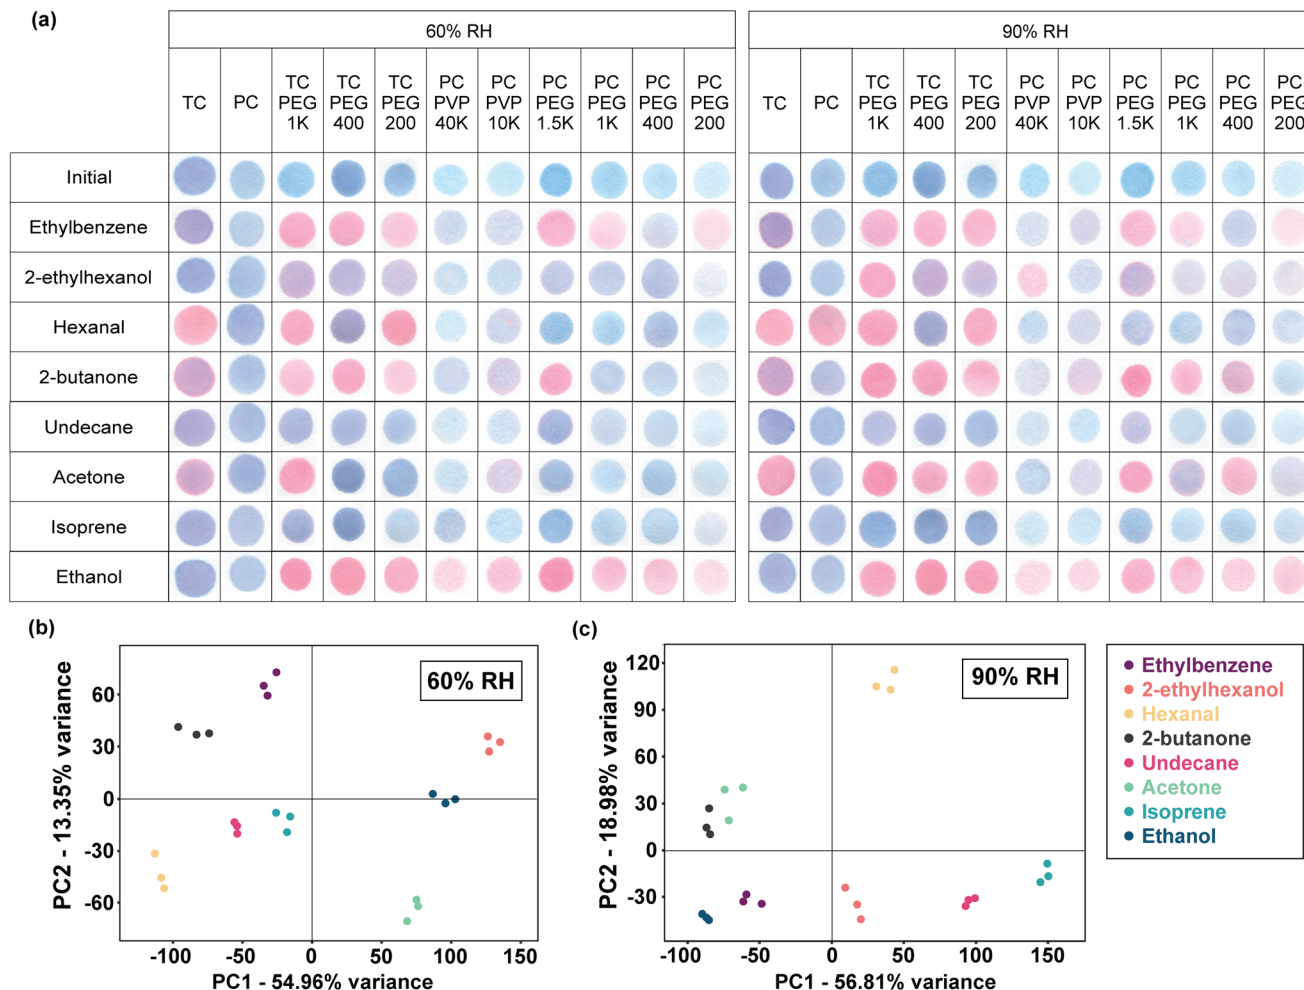 (a)
60% RH
90% RH
TC
PC
TC PEG 1K
TC PEG 400
TC PEG 200
PC PVP 40K
PC PVP 10K
PC PEG 1.5K
PC PEG 1K
PC PEG 400
PC PEG 200
TC
PC
TC PEG 1K
TC PEG 400
TC PEG 200
PC PVP 40K
PC PVP 10K
PC PEG 1.5K
PC PEG 1K
PC PEG 400
PC PEG 200
Initial
Ethylbenzene
2-ethylhexanol
Hexanal
2-butanone
Undecane
Acetone
Isoprene
Ethanol
(b)
60% RH
PC2 - 13.35% variance
60
30
0
-30
-60
-100
-50
0
50
100
150
PC1 - 54.96% variance
(c)
90% RH
PC2 - 18.98% variance
120
90
60
30
0
-30
-100
-50
0
50
100
150
PC1 - 56.81% variance
Ethylbenzene
2-ethylhexanol
Hexanal
2-butanone
Undecane
Acetone
Isoprene
Ethanol